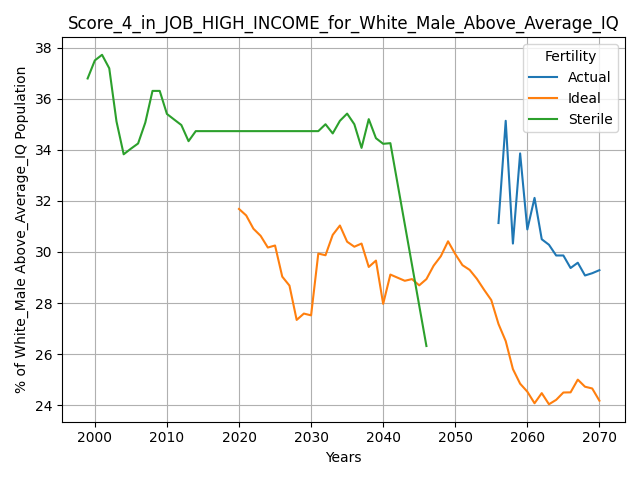 Score_4_in_JOB_HIGH_INCOME_for_White_Male_Above_Average_IQ
Fertility
Actual
Ideal
Sterile
% of White_Male Above_Average_IQ Population
38
36
34
32
30
28
26
24
2000 2010 2020 2030 2040 2050 2060 2070
Years